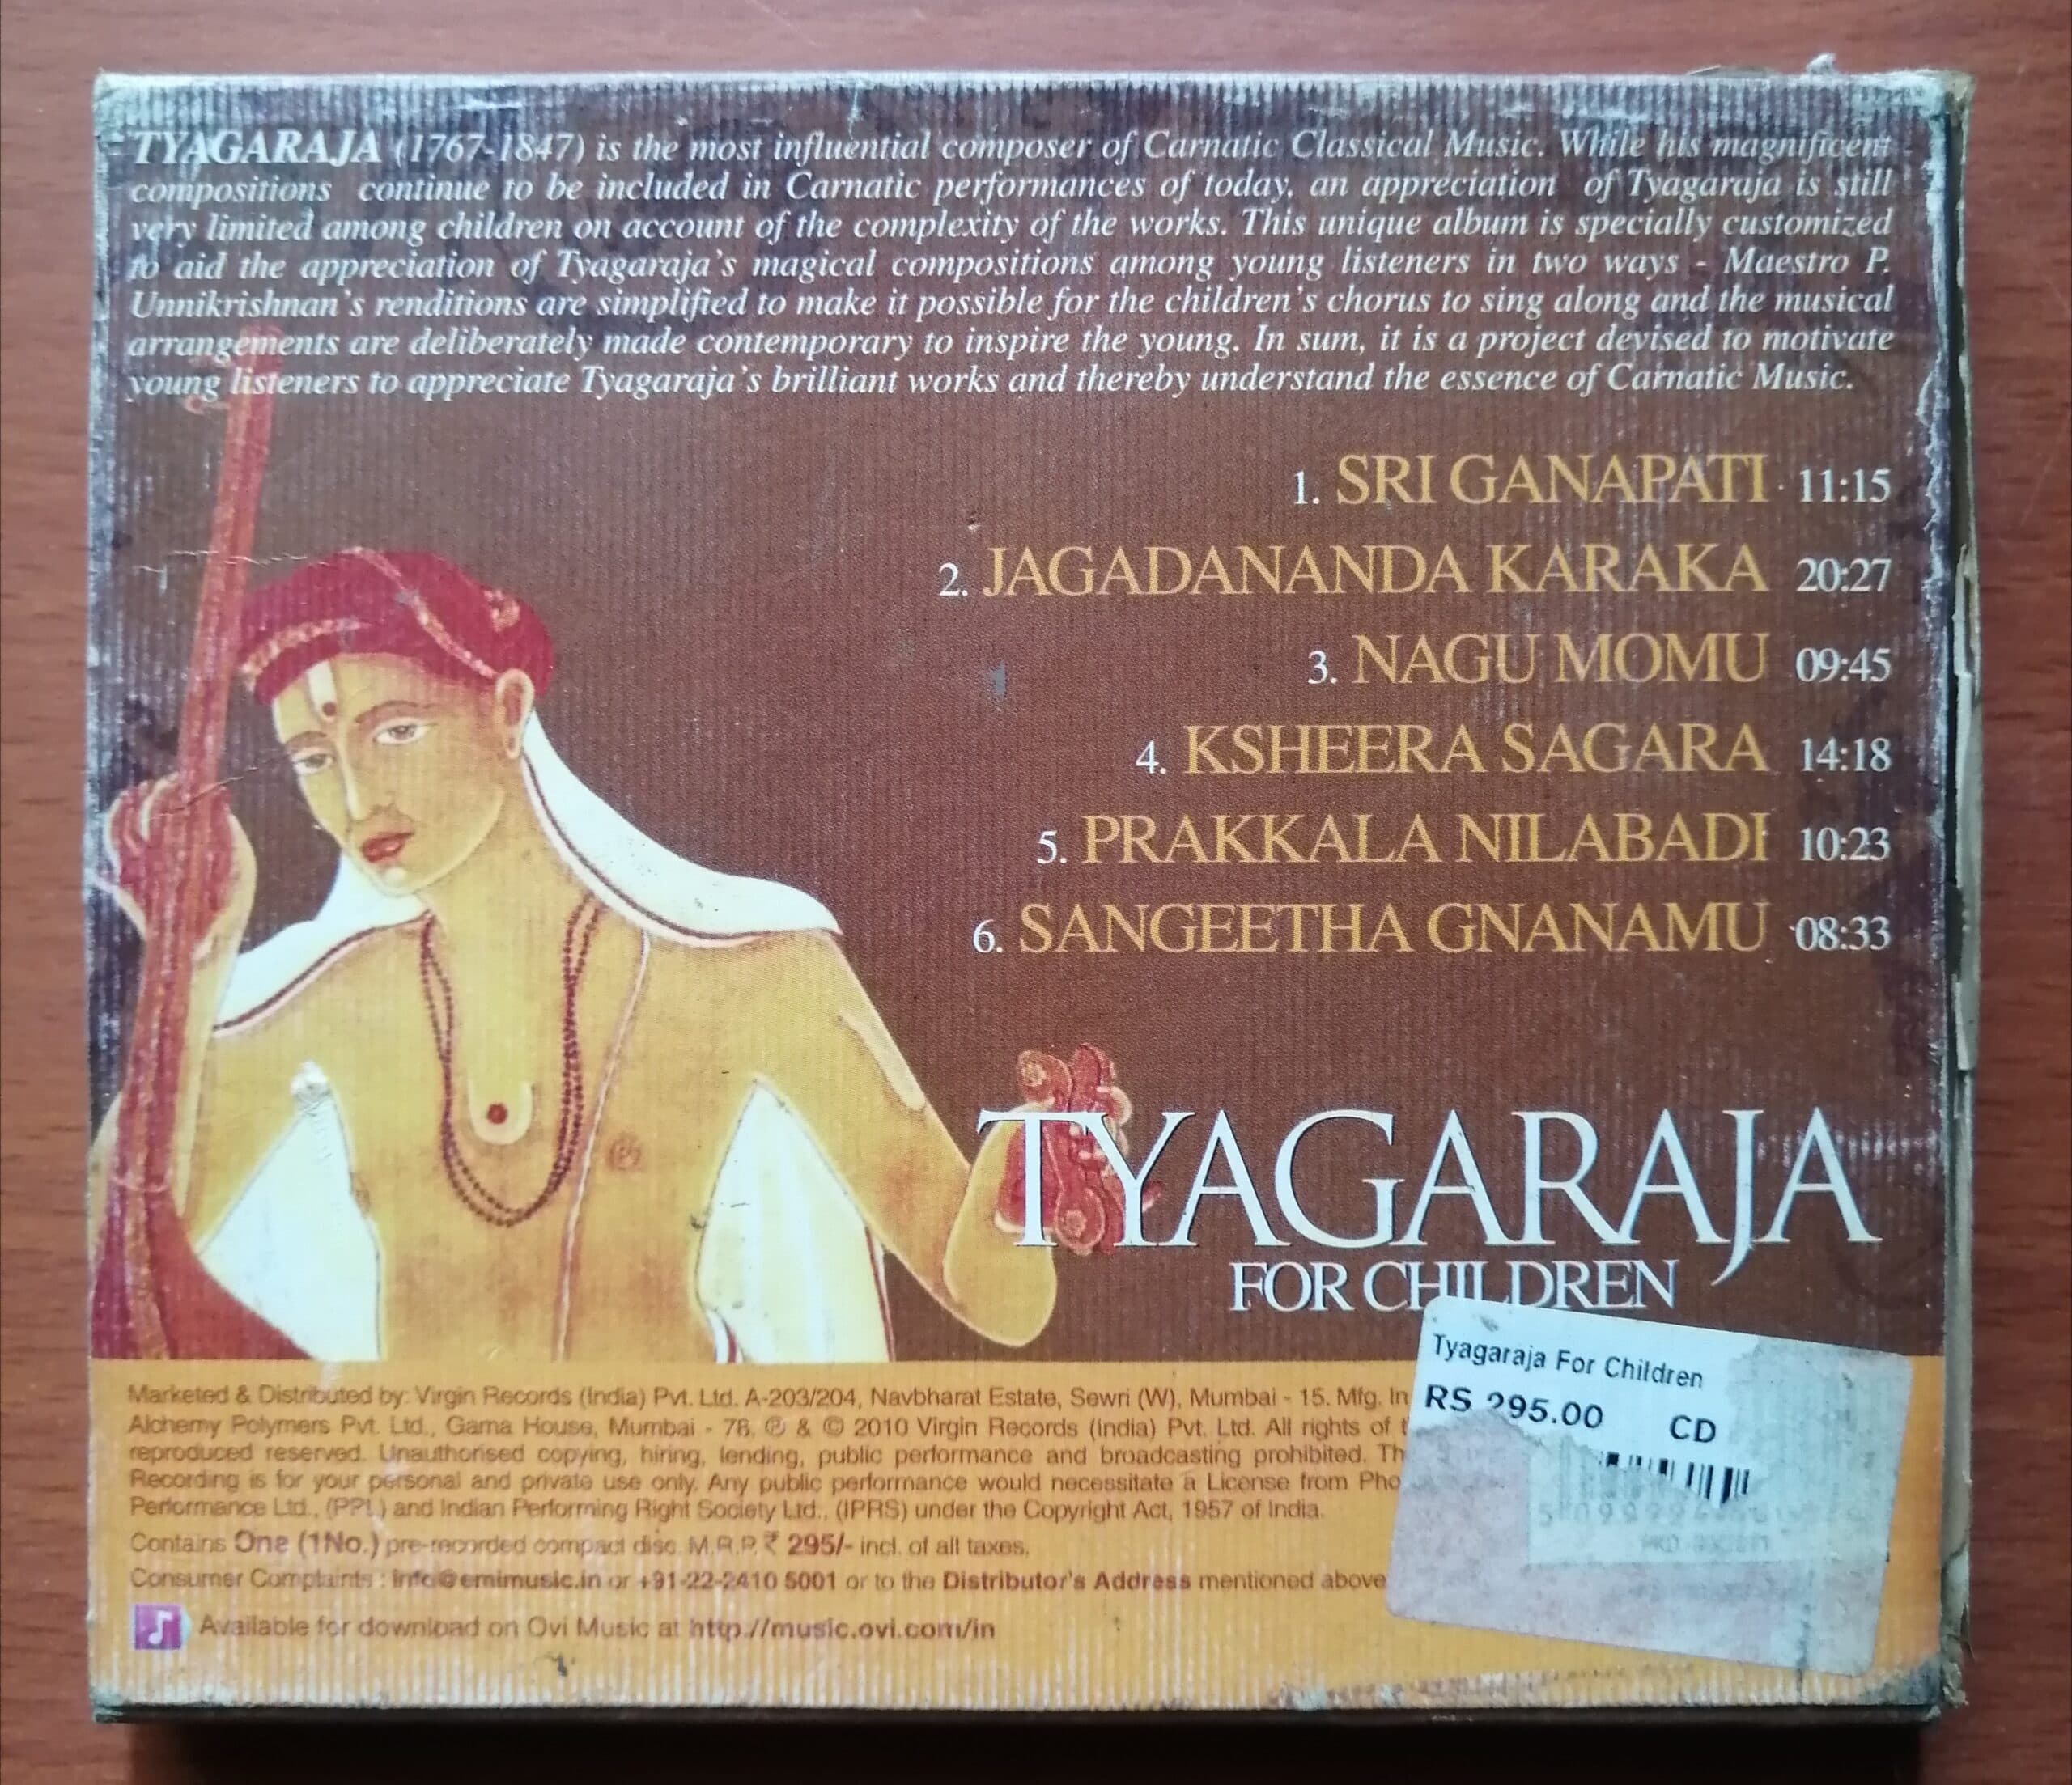 TYAGARAJA (1767-1847) is the most influential composer of Carnatic Classical Music. While his magnificent
compositions continue to be included in Carnatic performances of today, an appreciation of Tyagaraja is still
very limited among children on account of the complexity of the works. This unique album is specially customized
to aid the appreciation of Tyagaraja's magical compositions among young listeners in two ways - Maestro P.
Unnikrishnan's renditions are simplified to make it possible for the children's chorus to sing along and the musical
arrangements are deliberately made contemporary to inspire the young. In sum, it is a project devised to motivate
young listeners to appreciate Tyagaraja's brilliant works and thereby understand the essence of Carnatic Music.
1. SRI GANAPATI 11:15
2. JAGADANANDA KARAKA 20:27
3. NAGU MOMU 09:45
4. KSHEERA SAGARA 14:18
5. PRAKKALA NILABADI 10:23
6. SANGEETHA GNANAMU 08:33
TYAGARAJA
FOR CHILDREN
Tyagaraja For Children
RS 295.00 CD
Marketed & Distributed by: Virgin Records (India) Pvt. Ltd. A-203/204, Navbharat Estate, Sewri (W), Mumbai - 15. Mfg. In
Alchemy Polymers Pvt. Ltd., Gama House, Mumbai - 78. ℗ & © 2010 Virgin Records (India) Pvt. Ltd. All rights of
reproduced reserved. Unauthorised copying, hiring, lending, public performance and broadcasting prohibited.
Recording is for your personal and private use only. Any public performance would necessitate a License from
Performance Ltd., (PPL) and Indian Performing Right Society Ltd., (IPRS) under the Copyright Act, 1957 of India.
Contains One (1No.) pre-recorded compact disc. M.R.P. ₹ 295/- incl. of all taxes.
Consumer Complaints : info@emimusic.in or +91-22-2410 5001 or to the Distributor's Address mentioned above
Available for download on Ovi Music at http://music.ovi.com/in